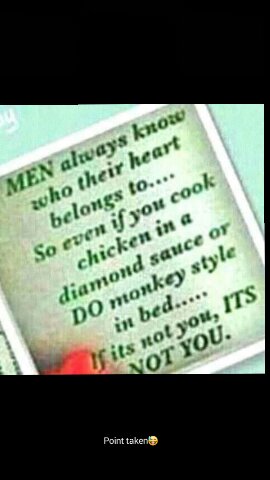 MEN always know
who their heart
belongs to....
So even if you cook
chicken in a
diamond sauce or
DO monkey style
in bed.....
If its not you, ITS
NOT YOU.
Point taken😂